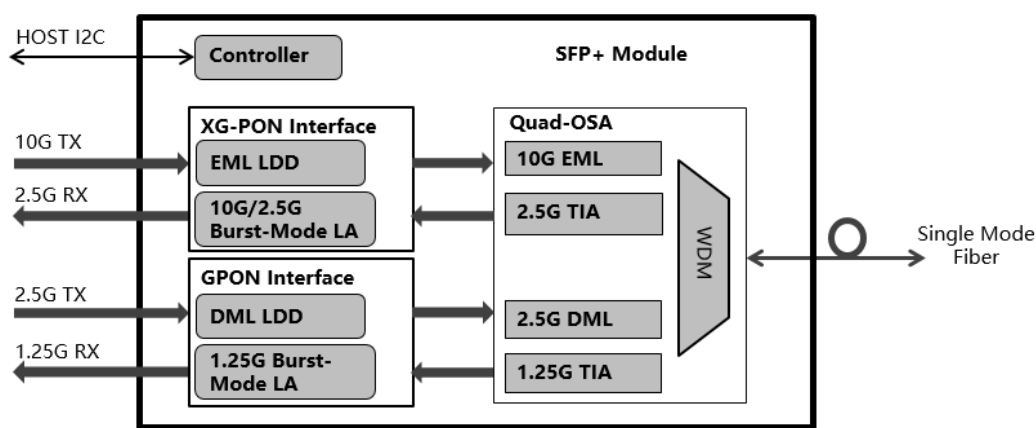 HOST I2C
Controller
SFP+ Module
XG-PON Interface
Quad-OSA
10G TX
EML LDD
10G EML
2.5G RX
10G/2.5G
Burst-Mode LA
2.5G TIA
WDM
Single Mode
Fiber
GPON Interface
2.5G TX
DML LDD
2.5G DML
1.25G RX
1.25G Burst-
Mode LA
1.25G TIA